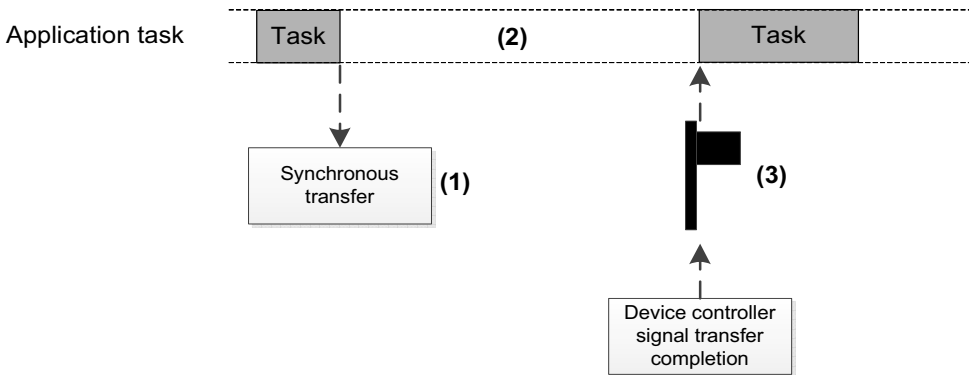 Application task
Task
(2)
Task
Synchronous
transfer
(1)
(3)
Device controller
signal transfer
completion